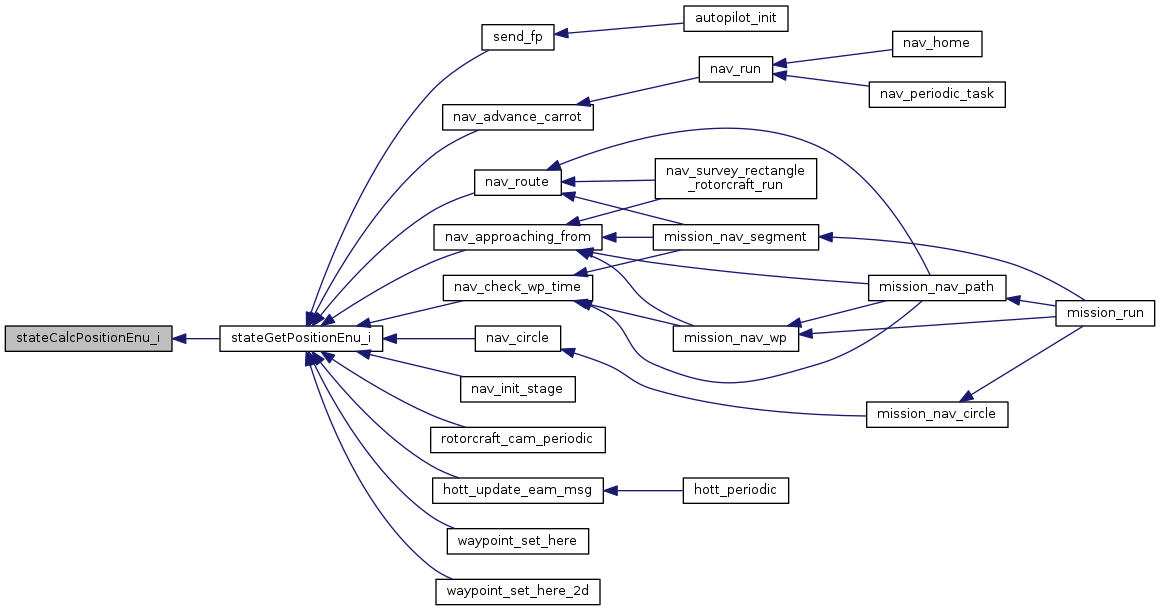 autopilot_init
send_fp
nav_home
nav_run
nav_periodic_task
nav_advance_carrot
nav_survey_rectangle
_rotorcraft_run
nav_route
nav_approaching_from
mission_nav_segment
nav_check_wp_time
mission_nav_path
mission_run
stateCalcPositionEnu_i
stateGetPositionEnu_i
nav_circle
mission_nav_wp
nav_init_stage
mission_nav_circle
rotorcraft_cam_periodic
hott_update_eam_msg
hott_periodic
waypoint_set_here
waypoint_set_here_2d